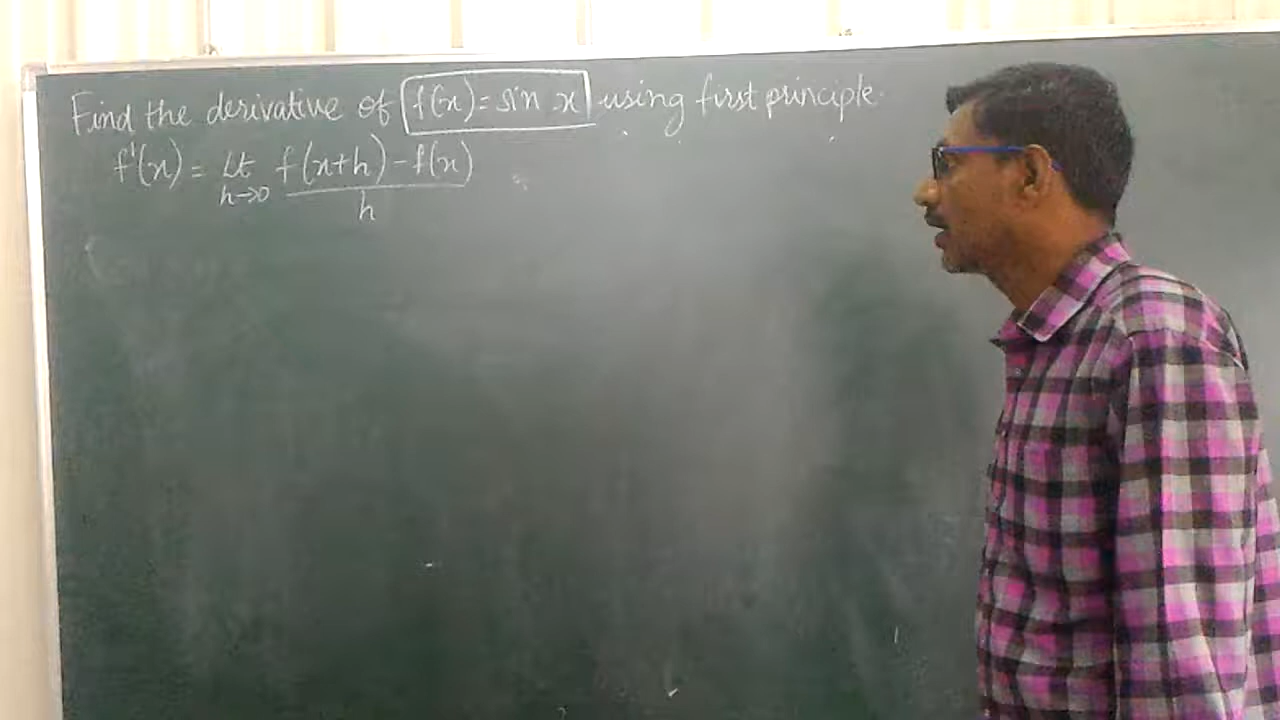 Find the derivative of f(x) = sin x using first principle.
f'(x) = Lt f(x+h) - f(x)
h→0 h